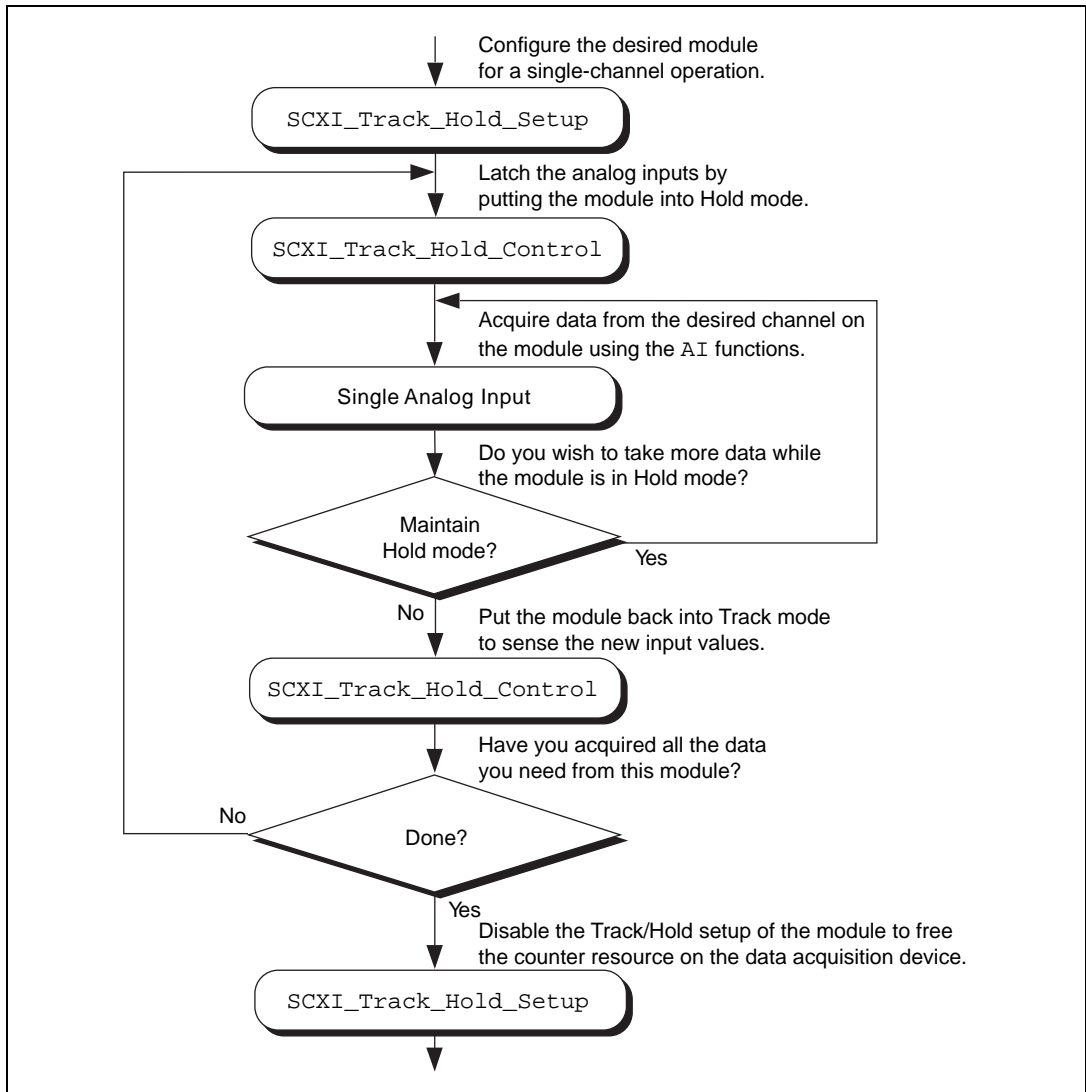 Configure the desired module
for a single-channel operation.
SCXI_Track_Hold_Setup
Latch the analog inputs by
putting the module into Hold mode.
SCXI_Track_Hold_Control
Acquire data from the desired channel on
the module using the AI functions.
Single Analog Input
Do you wish to take more data while
the module is in Hold mode?
Maintain
Hold mode?
Yes
No
Put the module back into Track mode
to sense the new input values.
SCXI_Track_Hold_Control
Have you acquired all the data
you need from this module?
No
Done?
Yes
Disable the Track/Hold setup of the module to free
the counter resource on the data acquisition device.
SCXI_Track_Hold_Setup